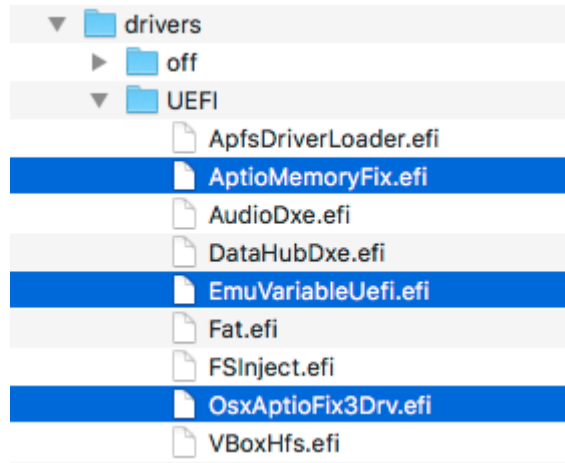 drivers
off
UEFI
ApfsDriverLoader.efi
AptioMemoryFix.efi
AudioDxe.efi
DataHubDxe.efi
EmuVariableUefi.efi
Fat.efi
FSInject.efi
OsxAptioFix3Drv.efi
VBoxHfs.efi